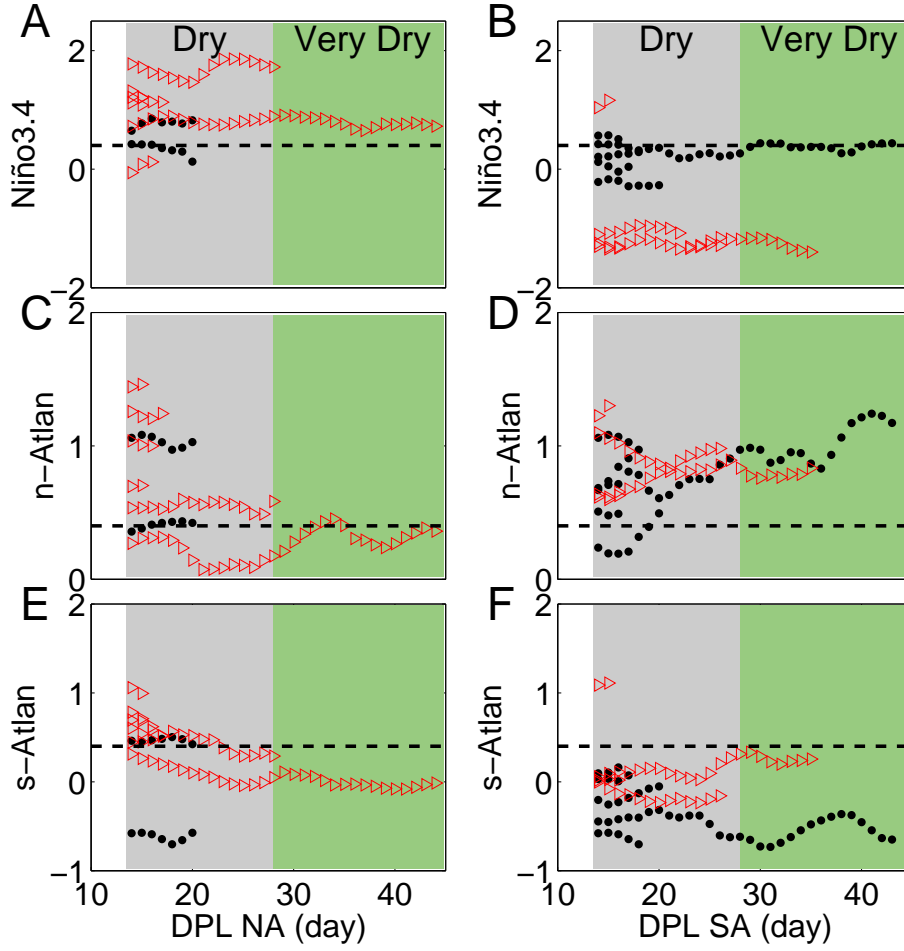 A
B
Dry
Very Dry
Dry
Very Dry
2
0
−2
Niño3.4
2
0
−2
Niño3.4
C
D
2
1
0
n−Atlan
2
1
0
n−Atlan
E
F
2
1
0
−1
s−Atlan
2
1
0
−1
s−Atlan
10 20 30 40
10 20 30 40
DPL NA (day)
DPL SA (day)